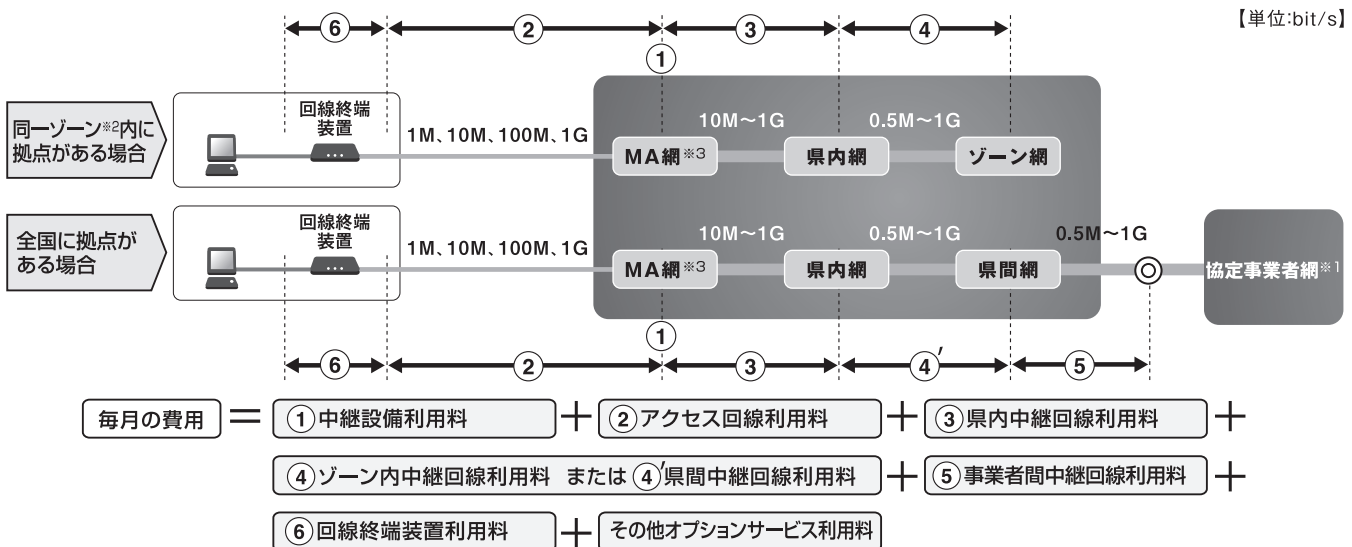 【単位:bit/s】
⑥ ② ③ ④
①
同一ゾーン※2内に
拠点がある場合
回線終端
装置
1M、10M、100M、1G
MA網※3
10M～1G
県内網
0.5M～1G
ゾーン網
全国に拠点が
ある場合
回線終端
装置
1M、10M、100M、1G
MA網※3
10M～1G
県内網
0.5M～1G
県間網
0.5M～1G
協定事業者網※1
①
⑥ ② ③ ④′ ⑤
毎月の費用 ＝ ①中継設備利用料 ＋ ②アクセス回線利用料 ＋ ③県内中継回線利用料 ＋
④ゾーン内中継回線利用料 または ④′県間中継回線利用料 ＋ ⑤事業者間中継回線利用料 ＋
⑥回線終端装置利用料 ＋ その他オプションサービス利用料